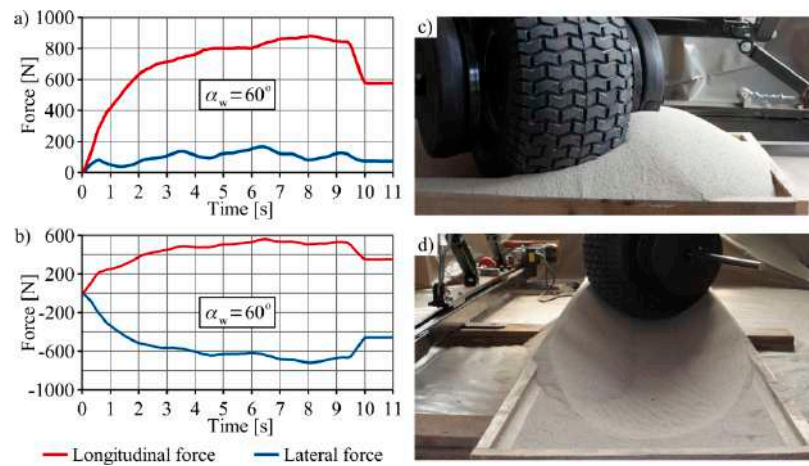 a)
1000
800
600
400
200
0
Force [N]
α_w = 60°
0 1 2 3 4 5 6 7 8 9 10 11
Time [s]
b)
600
200
-200
-600
-1000
Force [N]
α_w = 60°
0 1 2 3 4 5 6 7 8 9 10 11
Time [s]
Longitudinal force
Lateral force
c)
d)